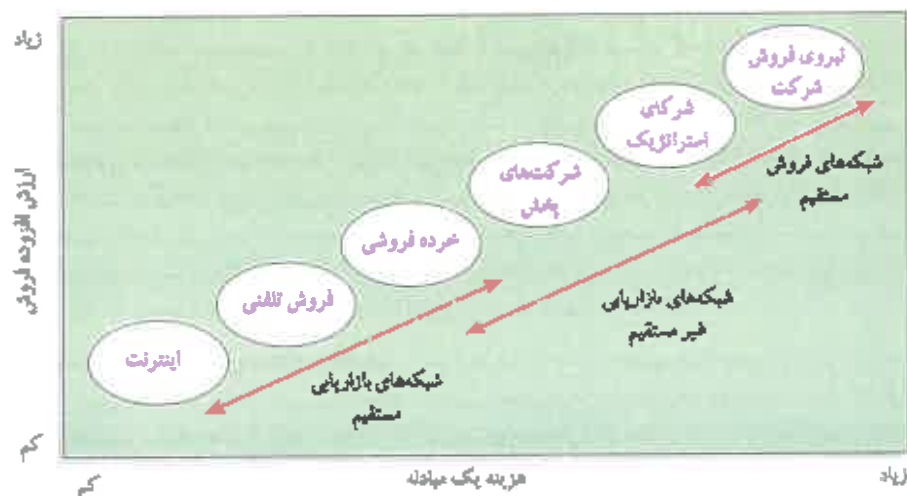 زیاد
نیروی فروش
شرکت
شرکای
استراتژیک
شبکه‌های فروش
مستقیم
شرکت‌های
پخش
ارزش افزوده فروش
خرده فروشی
فروش تلفنی
شبکه‌های بازاریابی
غیر مستقیم
اینترنت
شبکه‌های بازاریابی
مستقیم
کم
کم
هزینه یک مبادله
زیاد